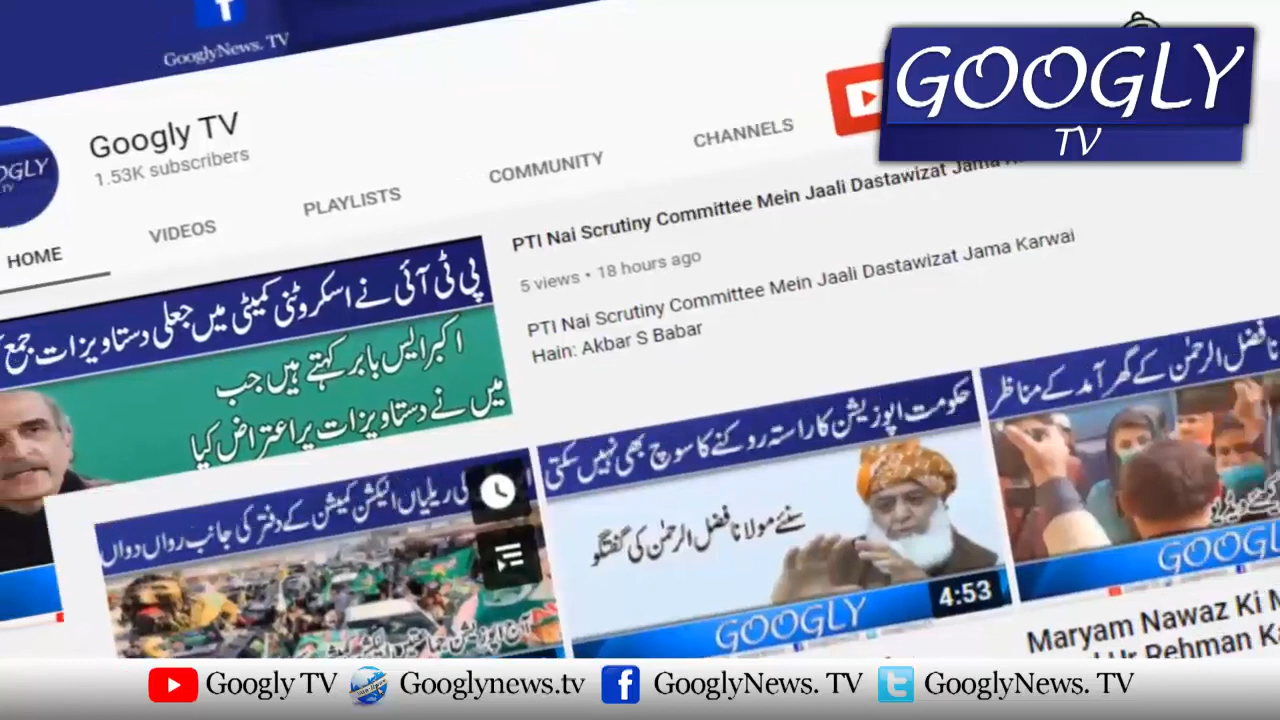 GooglyNews. TV
GOOGLY
TV
Googly TV
1.53K subscribers
HOME
VIDEOS
PLAYLISTS
COMMUNITY
CHANNELS
PTI Nai Scrutiny Committee Mein Jaali Dastawizat Jama
5 views • 18 hours ago
PTI Nai Scrutiny Committee Mein Jaali Dastawizat Jama Karwai
Hain: Akbar S Babar
پی ٹی آئی نے اسکروٹنی کمیٹی میں جعلی دستاویزات جمع
اکبر ایس بابر کہتے ہیں جب
میں نے دستاویزات پر اعتراض کیا
کی ریلیاں الیکشن کمیشن کے دفتر کی جانب رواں دواں
حکومت اپوزیشن کا راستہ روکنے کا سوچ بھی نہیں سکتی
سنئے مولانا فضل الرحمٰن کی گفتگو
4:53
GOOGLY
فضل الرحمٰن کے گھر آمد کے مناظر
GOOGLY
Maryam Nawaz Ki
Ur Rehman
Googly TV
Googlynews.tv
GooglyNews. TV
GooglyNews. TV